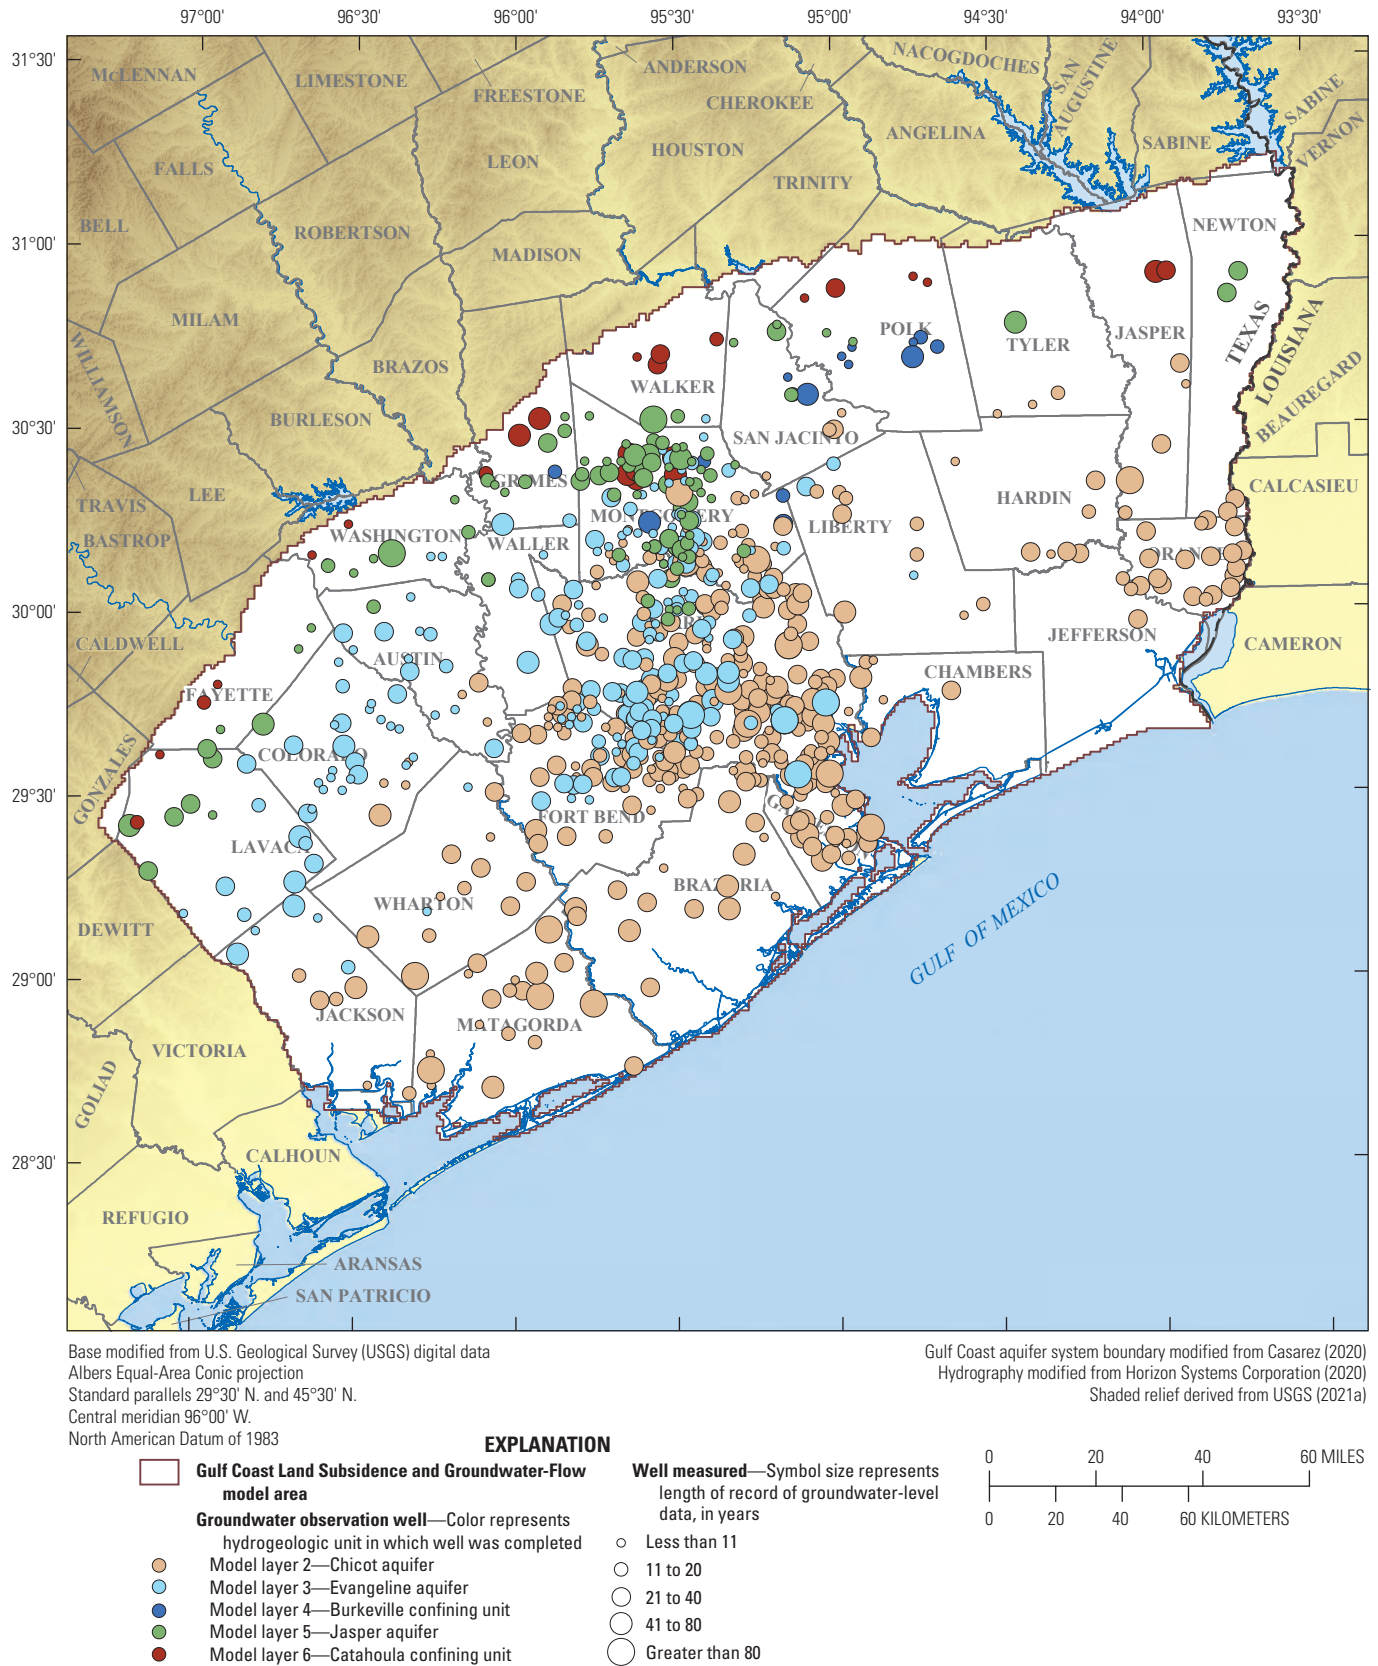 97°00' 96°30' 96°00' 95°30' 95°00' 94°30' 94°00' 93°30'
31°30'
31°00'
30°30'
30°00'
29°30'
29°00'
28°30'
McLENNAN
LIMESTONE
FREESTONE
ANDERSON
CHEROKEE
NACOGDOCHES
SAN
AUGUSTINE
SABINE
SABINE
VERNON
FALLS
LEON
HOUSTON
ANGELINA
TRINITY
BELL
ROBERTSON
MADISON
NEWTON
MILAM
WILLIAMSON
BRAZOS
POLK
TYLER
JASPER
TEXAS
LOUISIANA
BEAUREGARD
WALKER
BURLESON
SAN JACINTO
GRIMES
TRAVIS
LEE
HARDIN
CALCASIEU
BASTROP
WASHINGTON
WALLER
MONTGOMERY
LIBERTY
ORANGE
CALDWELL
AUSTIN
JEFFERSON
CAMERON
FAYETTE
CHAMBERS
COLORADO
GONZALES
FORT BEND
LAVACA
WHARTON
BRAZORIA
DEWITT
GULF OF MEXICO
JACKSON
MATAGORDA
VICTORIA
GOLIAD
CALHOUN
REFUGIO
ARANSAS
SAN PATRICIO
Base modified from U.S. Geological Survey (USGS) digital data
Albers Equal-Area Conic projection
Standard parallels 29°30' N. and 45°30' N.
Central meridian 96°00' W.
North American Datum of 1983
Gulf Coast aquifer system boundary modified from Casarez (2020)
Hydrography modified from Horizon Systems Corporation (2020)
Shaded relief derived from USGS (2021a)
EXPLANATION
Gulf Coast Land Subsidence and Groundwater-Flow
model area
Groundwater observation well—Color represents
hydrogeologic unit in which well was completed
Model layer 2—Chicot aquifer
Model layer 3—Evangeline aquifer
Model layer 4—Burkeville confining unit
Model layer 5—Jasper aquifer
Model layer 6—Catahoula confining unit
Well measured—Symbol size represents
length of record of groundwater-level
data, in years
Less than 11
11 to 20
21 to 40
41 to 80
Greater than 80
0 20 40 60 MILES
0 20 40 60 KILOMETERS